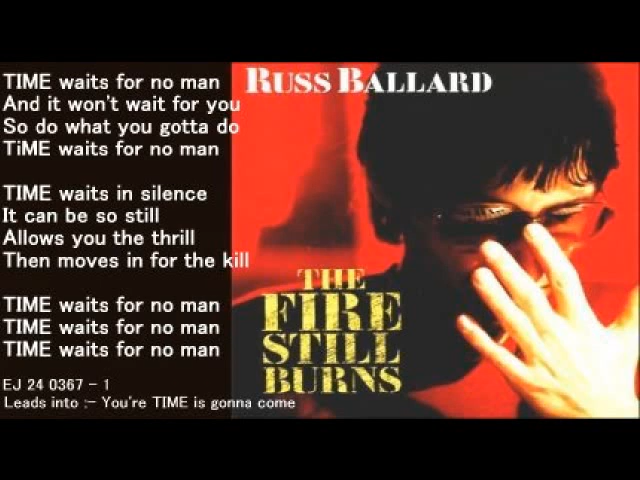 TIME waits for no man
And it won't wait for you
So do what you gotta do
TiME waits for no man
TIME waits in silence
It can be so still
Allows you the thrill
Then moves in for the kill
TIME waits for no man
TIME waits for no man
TIME waits for no man
EJ 24 0367 - 1
Leads into :- You're TIME is gonna come
RUSS BALLARD
THE
FIRE
STILL
BURNS